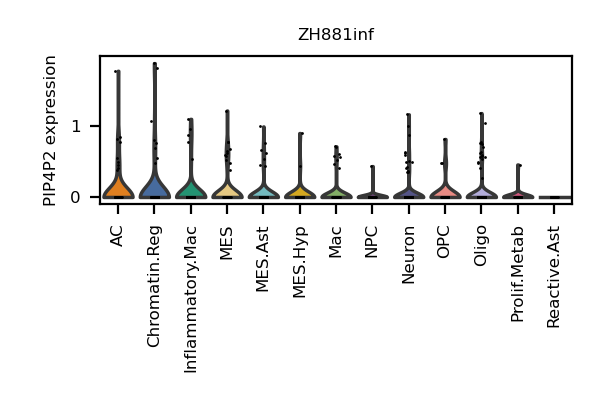 ZH881inf
PIP4P2 expression
1
0
AC
Chromatin.Reg
Inflammatory.Mac
MES
MES.Ast
MES.Hyp
Mac
NPC
Neuron
OPC
Oligo
Prolif.Metab
Reactive.Ast